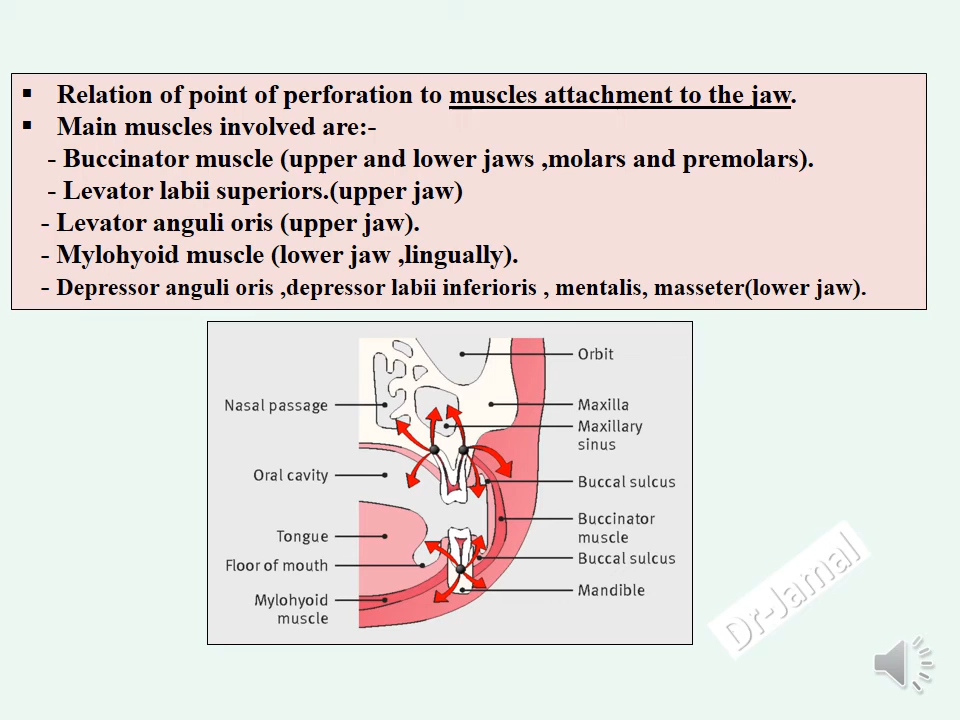 ▪ Relation of point of perforation to muscles attachment to the jaw.
▪ Main muscles involved are:-
- Buccinator muscle (upper and lower jaws ,molars and premolars).
- Levator labii superiors.(upper jaw)
- Levator anguli oris (upper jaw).
- Mylohyoid muscle (lower jaw ,lingually).
- Depressor anguli oris ,depressor labii inferioris , mentalis, masseter(lower jaw).
Orbit
Nasal passage
Maxilla
Maxillary
sinus
Oral cavity
Buccal sulcus
Buccinator
muscle
Tongue
Buccal sulcus
Floor of mouth
Mandible
Mylohyoid
muscle
Dr-Jamal